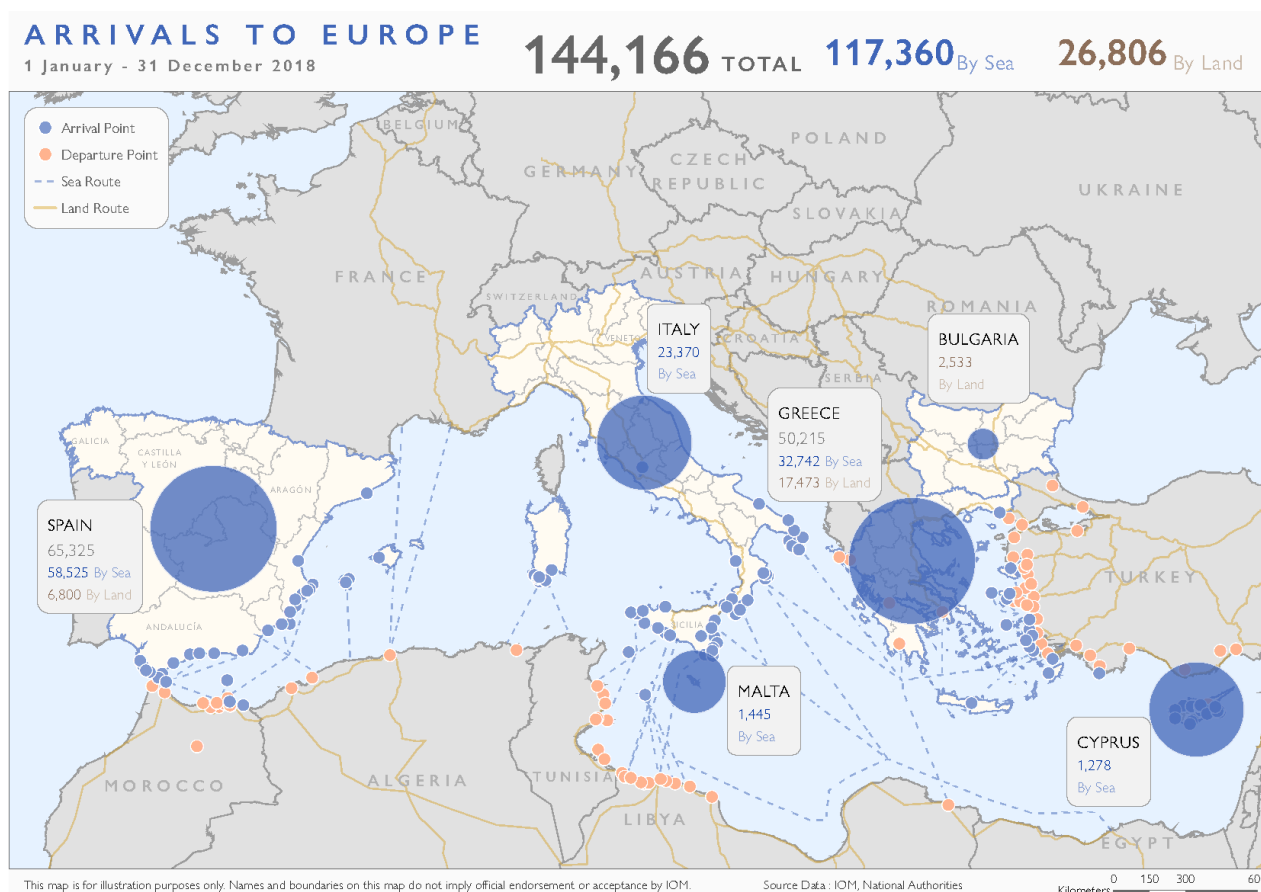 ARRIVALS TO EUROPE
1 January - 31 December 2018
144,166 TOTAL
117,360 By Sea
26,806 By Land
Arrival Point
Departure Point
Sea Route
Land Route
BELGIUM
POLAND
GERMANY
CZECH
REPUBLIC
UKRAINE
SLOVAKIA
FRANCE
AUSTRIA
HUNGARY
SWITZERLAND
ROMANIA
VENETO
CROATIA
SERBIA
ITALY
23,370
By Sea
BULGARIA
2,533
By Land
GREECE
50,215
32,742 By Sea
17,473 By Land
GALICIA
CASTILLA
Y LEÓN
ARAGÓN
SPAIN
65,325
58,525 By Sea
6,800 By Land
ANDALUCÍA
SICILIA
TURKEY
MALTA
1,445
By Sea
CYPRUS
1,278
By Sea
MOROCCO
ALGERIA
TUNISIA
LIBYA
EGYPT
This map is for illustration purposes only. Names and boundaries on this map do not imply official endorsement or acceptance by IOM.
Source Data : IOM, National Authorities
0 150 300 60
Kilometers